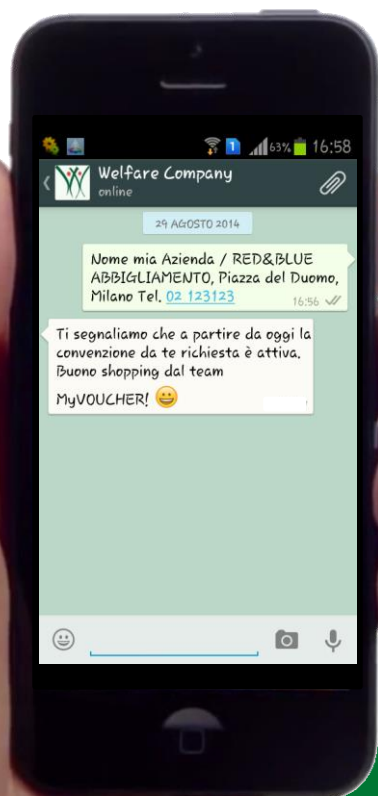 1 63% 16:58
Welfare Company
online
29 AGOSTO 2014
Nome mia Azienda / RED&BLUE
ABBIGLIAMENTO, Piazza del Duomo,
Milano Tel. 02 123123
16:56
Ti segnaliamo che a partire da oggi la
convenzione da te richiesta è attiva.
Buono shopping dal team
MyVOUCHER! 😀